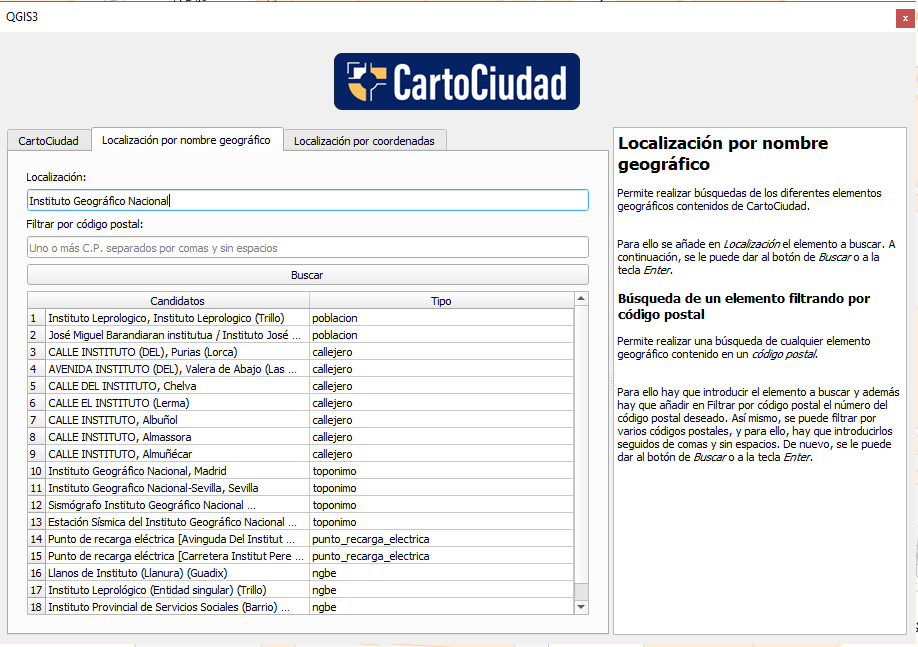 QGIS3
x
CartoCiudad
CartoCiudad
Localización por nombre geográfico
Localización por coordenadas
Localización:
Instituto Geográfico Nacional
Filtrar por código postal:
Uno o más C.P. separados por comas y sin espacios
Buscar
Candidatos Tipo
1 Instituto Leprologico, Instituto Leprologico (Trillo) poblacion
2 José Miguel Barandiaran institutua / Instituto José ... poblacion
3 CALLE INSTITUTO (DEL), Purias (Lorca) callejero
4 AVENIDA INSTITUTO (DEL), Valera de Abajo (Las ... callejero
5 CALLE DEL INSTITUTO, Chelva callejero
6 CALLE EL INSTITUTO (Lerma) callejero
7 CALLE INSTITUTO, Albuñol callejero
8 CALLE INSTITUTO, Almassora callejero
9 CALLE INSTITUTO, Almuñécar callejero
10 Instituto Geográfico Nacional, Madrid toponimo
11 Instituto Geografico Nacional-Sevilla, Sevilla toponimo
12 Sismógrafo Instituto Geográfico Nacional ... toponimo
13 Estación Sísmica del Instituto Geográfico Nacional ... toponimo
14 Punto de recarga eléctrica [Avinguda Del Institut ... punto_recarga_electrica
15 Punto de recarga eléctrica [Carretera Institut Pere ... punto_recarga_electrica
16 Llanos de Instituto (Llanura) (Guadix) ngbe
17 Instituto Leprológico (Entidad singular) (Trillo) ngbe
18 Instituto Provincial de Servicios Sociales (Barrio) ... ngbe
Localización por nombre
geográfico
Permite realizar búsquedas de los diferentes elementos
geográficos contenidos de CartoCiudad.
Para ello se añade en Localización el elemento a buscar. A
continuación, se le puede dar al botón de Buscar o a la
tecla Enter.
Búsqueda de un elemento filtrando por
código postal
Permite realizar una búsqueda de cualquier elemento
geográfico contenido en un código postal.
Para ello hay que introducir el elemento a buscar y además
hay que añadir en Filtrar por código postal el número del
código postal deseado. Así mismo, se puede filtrar por
varios códigos postales, y para ello, hay que introducirlos
seguidos de comas y sin espacios. De nuevo, se le puede
dar al botón de Buscar o a la tecla Enter.